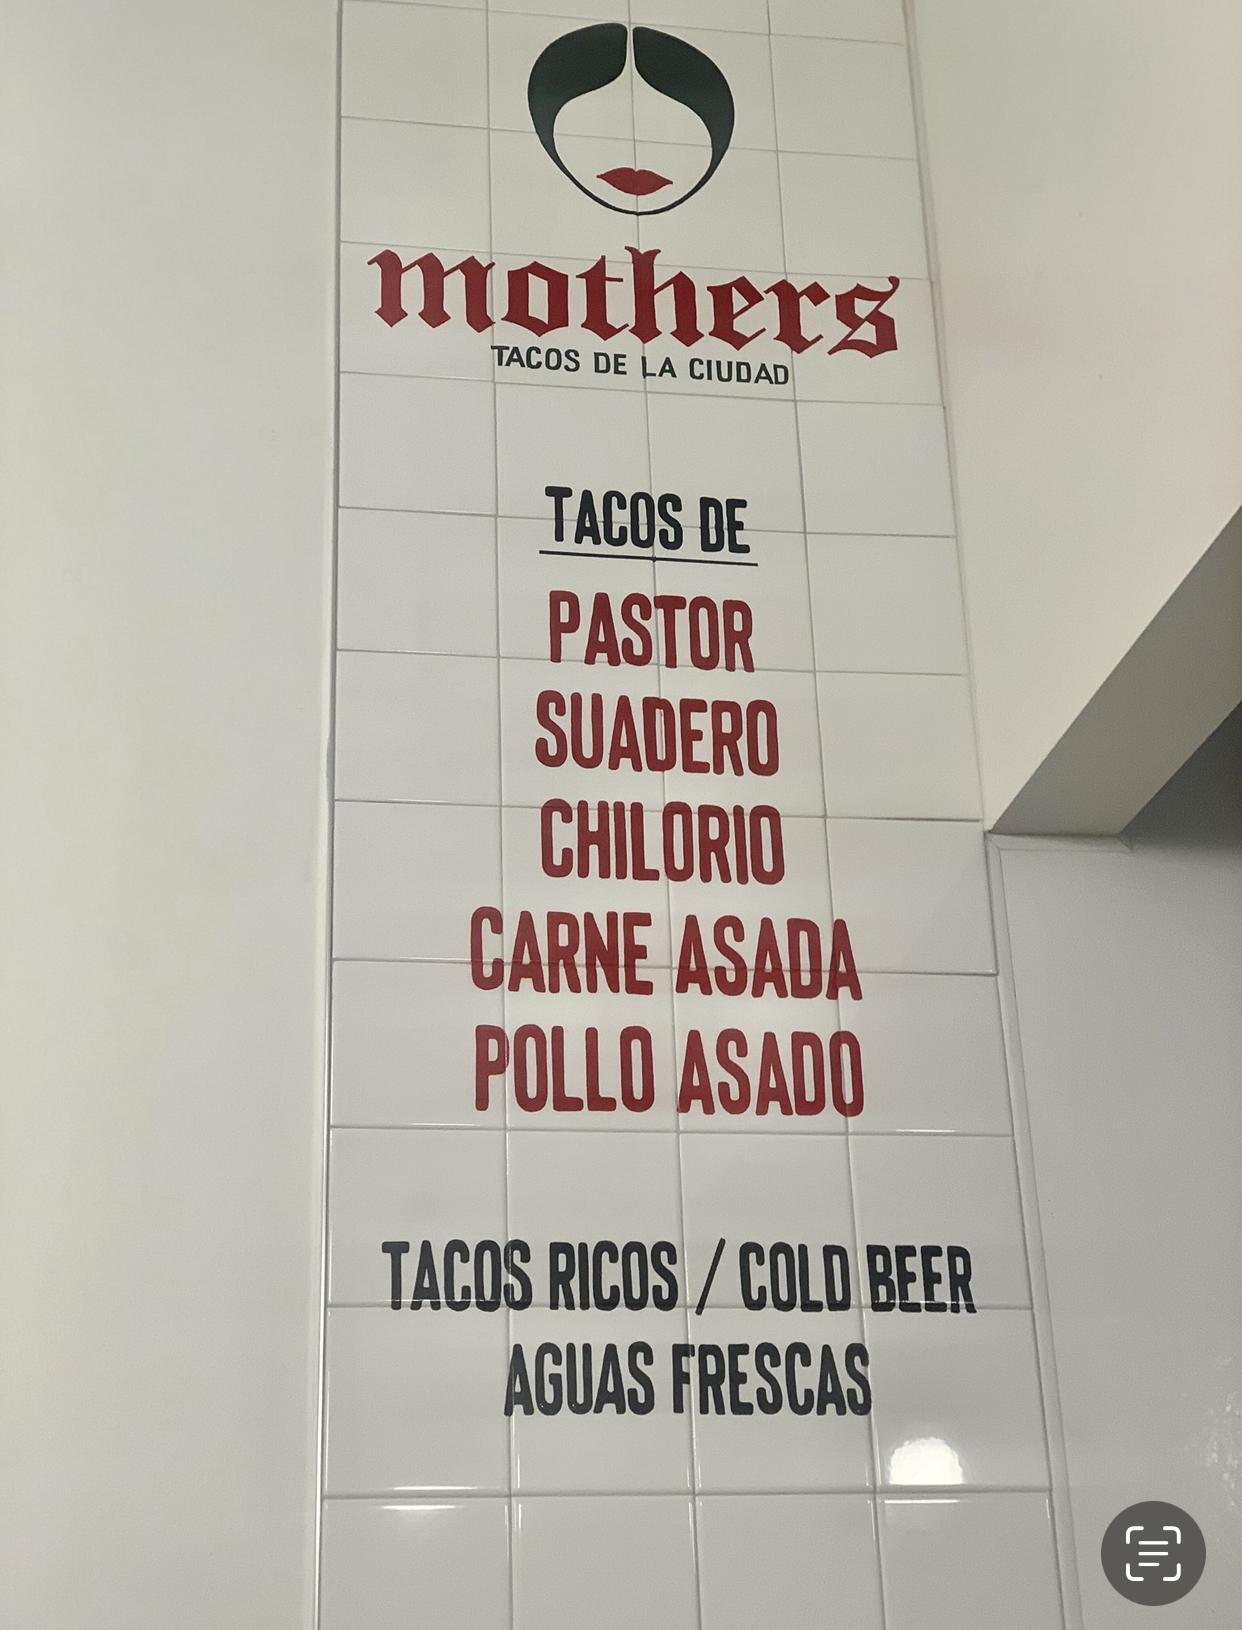 mothers
TACOS DE LA CIUDAD
TACOS DE
PASTOR
SUADERO
CHILORIO
CARNE ASADA
POLLO ASADO
TACOS RICOS / COLD BEER
AGUAS FRESCAS